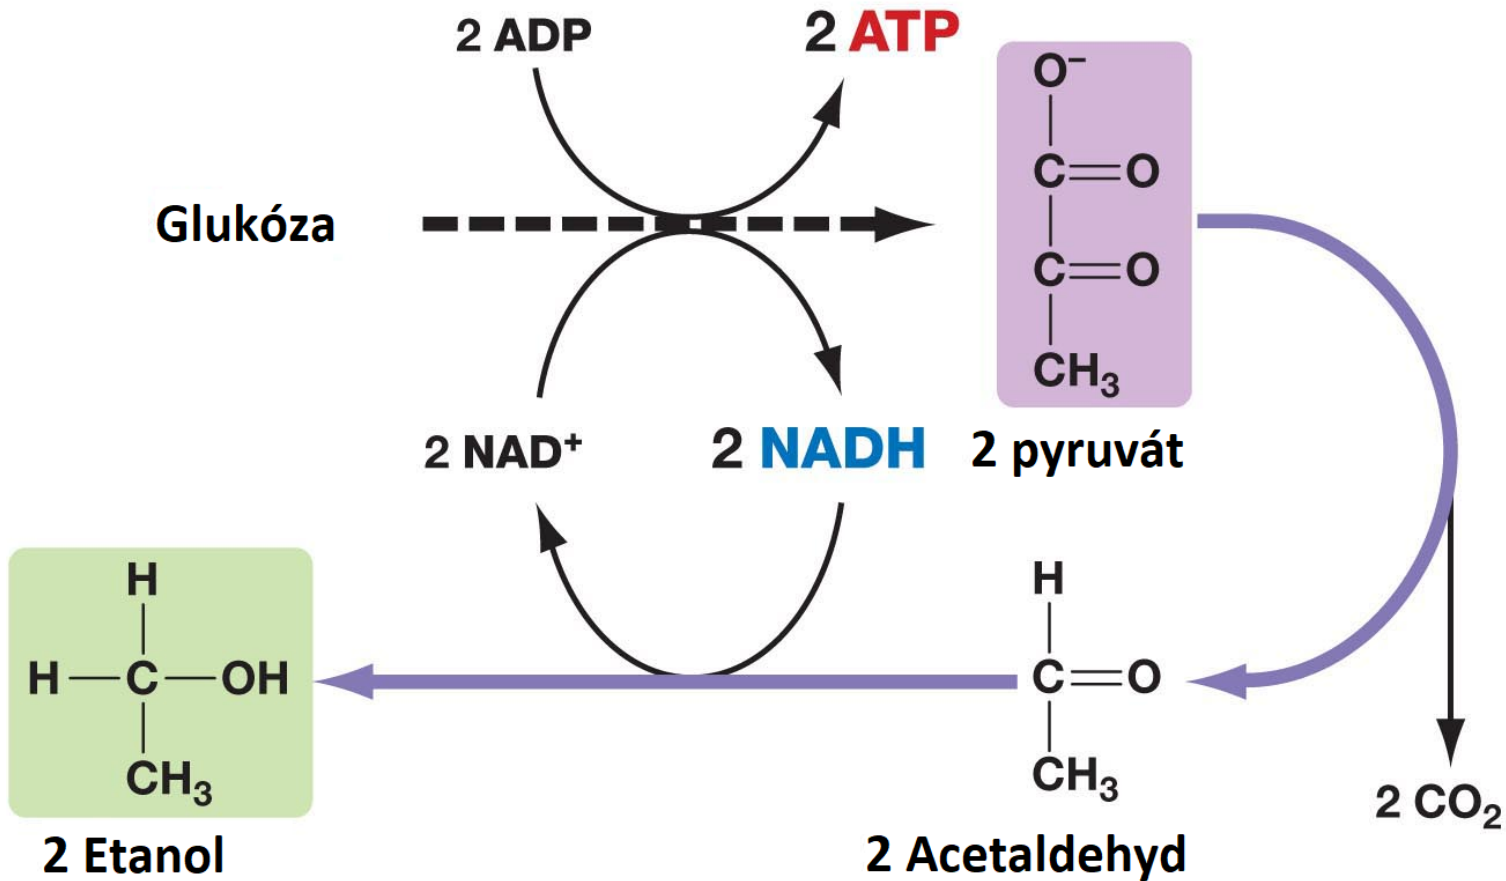 2 ADP
2 ATP
Glukóza
O⁻
C=O
C=O
CH₃
2 pyruvát
2 NAD⁺
2 NADH
H
H—C—OH
CH₃
2 Etanol
H
C=O
CH₃
2 Acetaldehyd
2 CO₂